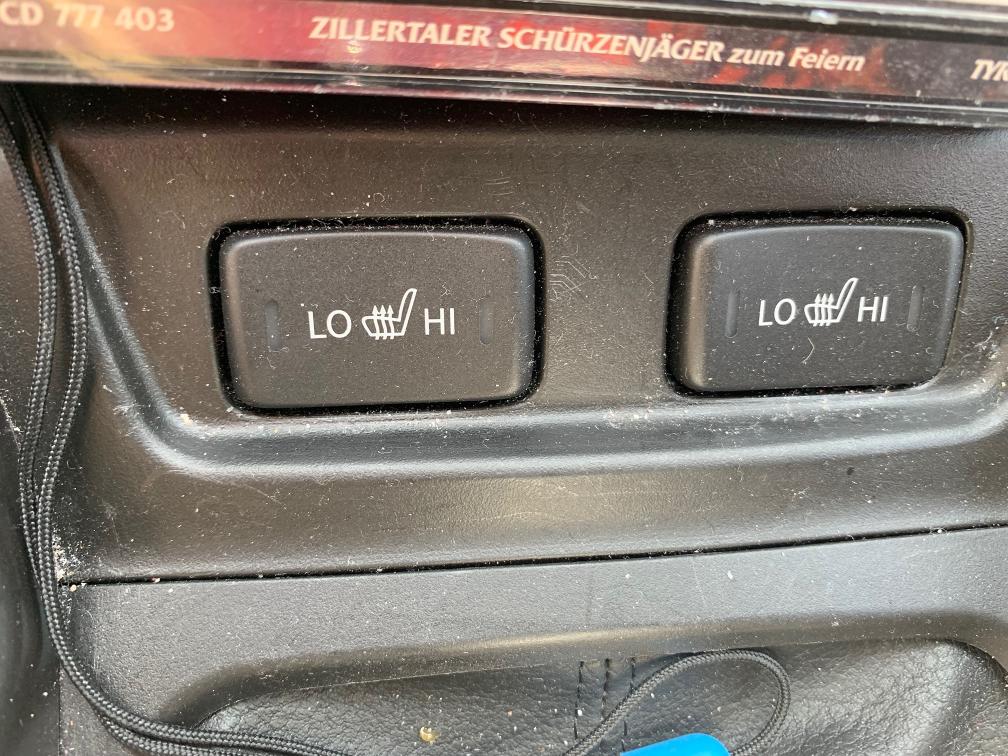 CD 777 403 ZILLERTALER SCHÜRZENJÄGER zum Feiern
LO HI LO HI